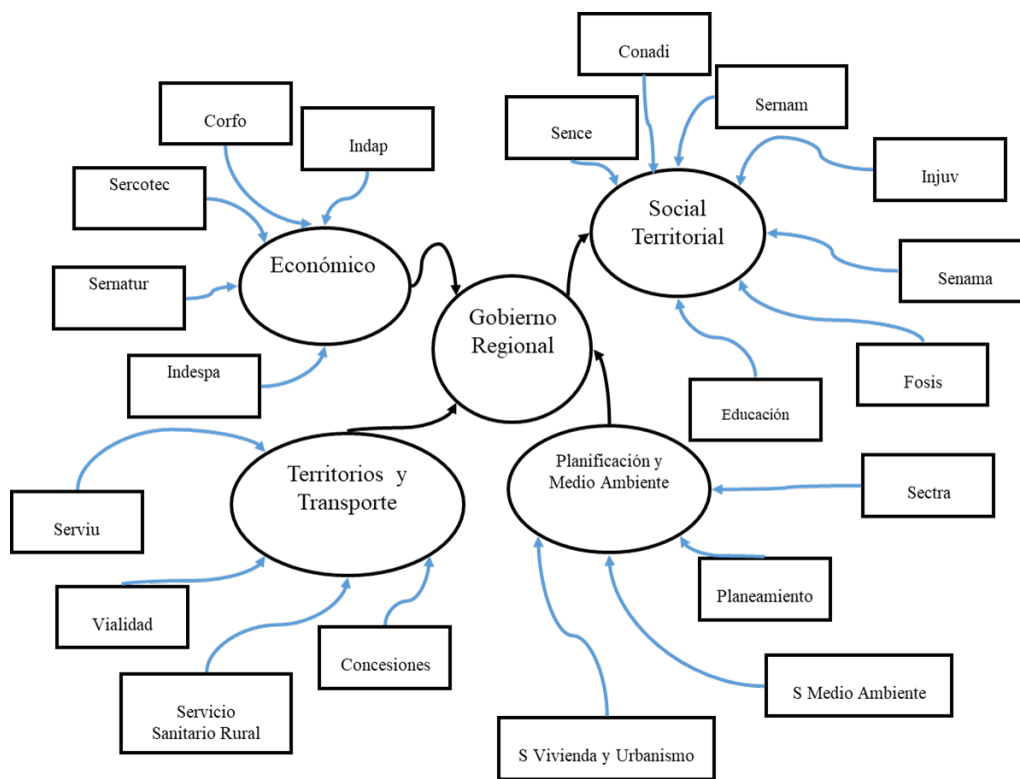 Conadi
Corfo
Sernam
Indap
Sence
Sercotec
Injuv
Social
Territorial
Económico
Sernatur
Senama
Gobierno
Regional
Indespa
Fosis
Educación
Territorios y
Transporte
Planificación y
Medio Ambiente
Sectra
Serviu
Planeamiento
Vialidad
Concesiones
S Medio Ambiente
Servicio
Sanitario Rural
S Vivienda y Urbanismo